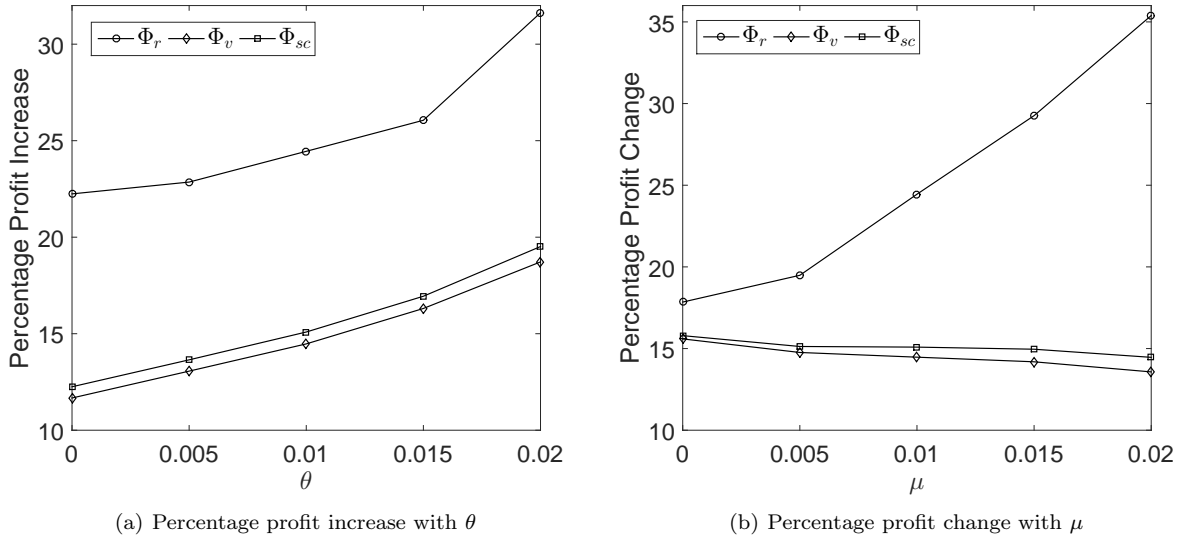 Φr Φv Φsc
Percentage Profit Increase
30
25
20
15
10
0 0.005 0.01 0.015 0.02
θ
(a) Percentage profit increase with θ
Φr Φv Φsc
Percentage Profit Change
35
30
25
20
15
10
0 0.005 0.01 0.015 0.02
μ
(b) Percentage profit change with μ